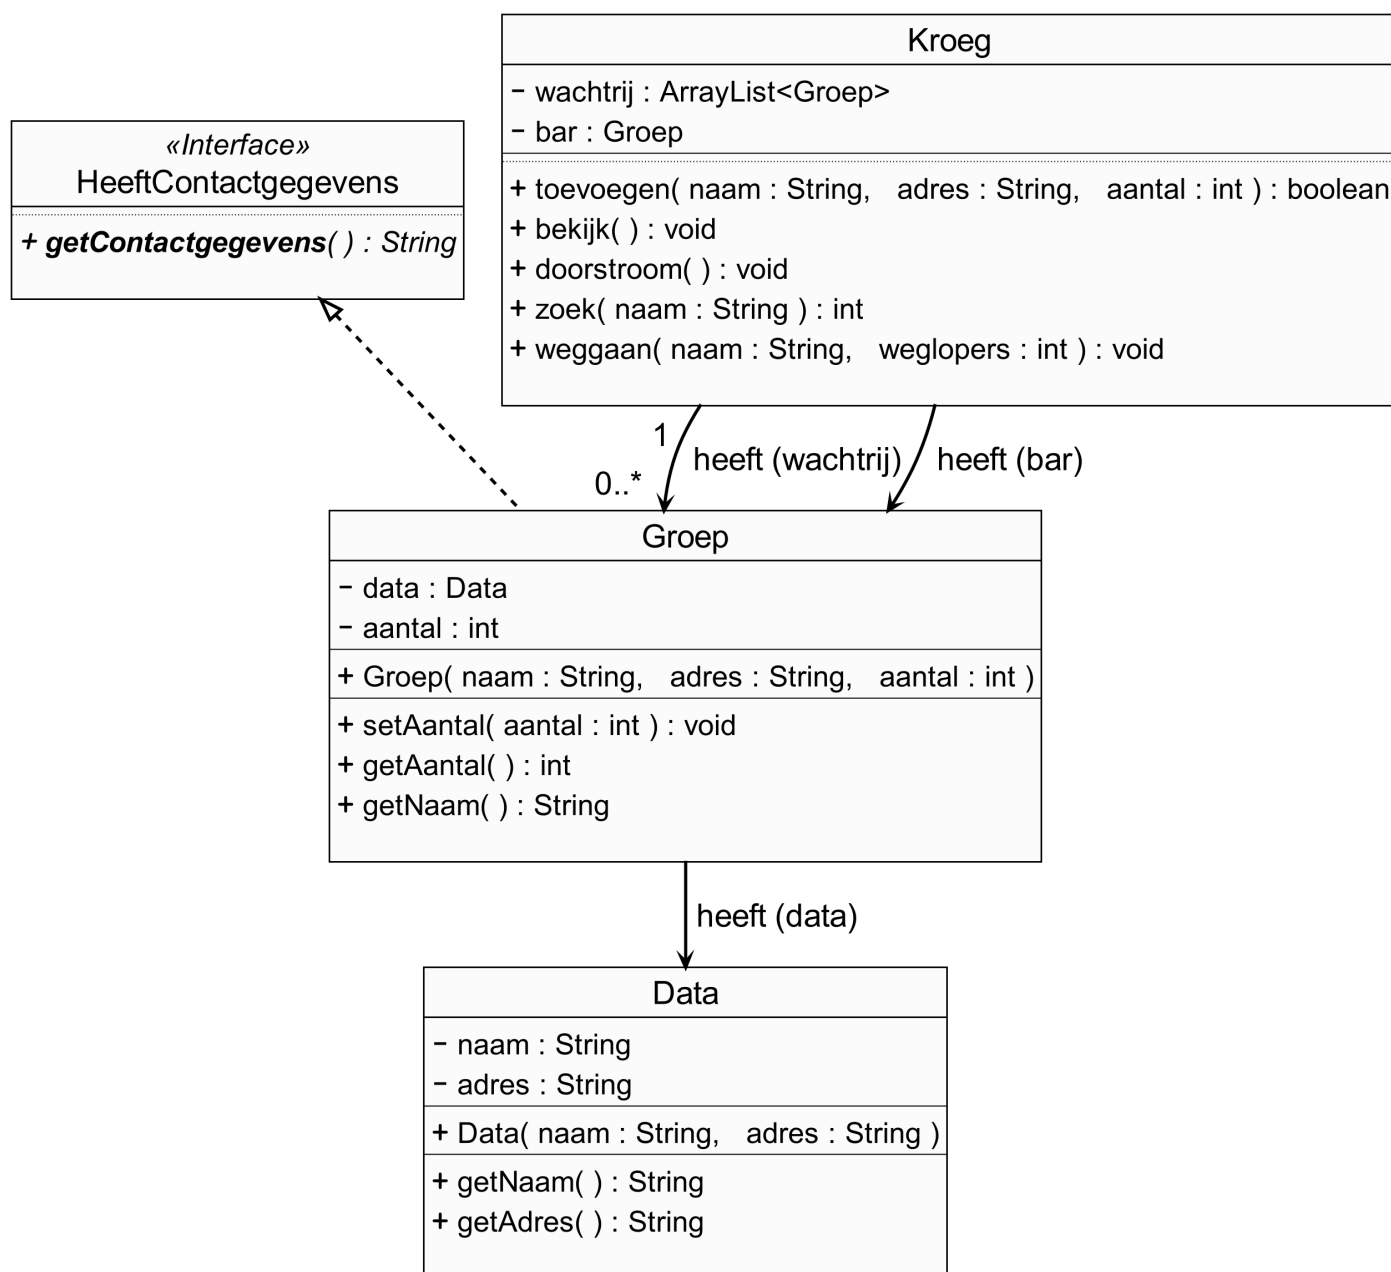 Kroeg
- wachtrij : ArrayList<Groep>
- bar : Groep
+ toevoegen( naam : String, adres : String, aantal : int ) : boolean
+ bekijk( ) : void
+ doorstroom( ) : void
+ zoek( naam : String ) : int
+ weggaan( naam : String, weglopers : int ) : void
«Interface»
HeeftContactgegevens
+ getContactgegevens( ) : String
1
heeft (wachtrij)
heeft (bar)
0..*
Groep
- data : Data
- aantal : int
+ Groep( naam : String, adres : String, aantal : int )
+ setAantal( aantal : int ) : void
+ getAantal( ) : int
+ getNaam( ) : String
heeft (data)
Data
- naam : String
- adres : String
+ Data( naam : String, adres : String )
+ getNaam( ) : String
+ getAdres( ) : String